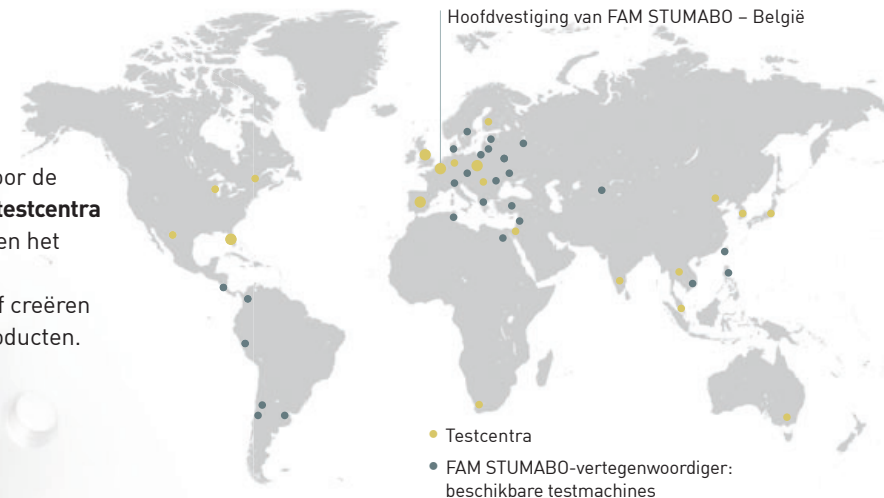 Hoofdvestiging van FAM STUMABO – België
oor de
testcentra
en het
f creëren
oducten.
Testcentra
FAM STUMABO-vertegenwoordiger:
beschikbare testmachines